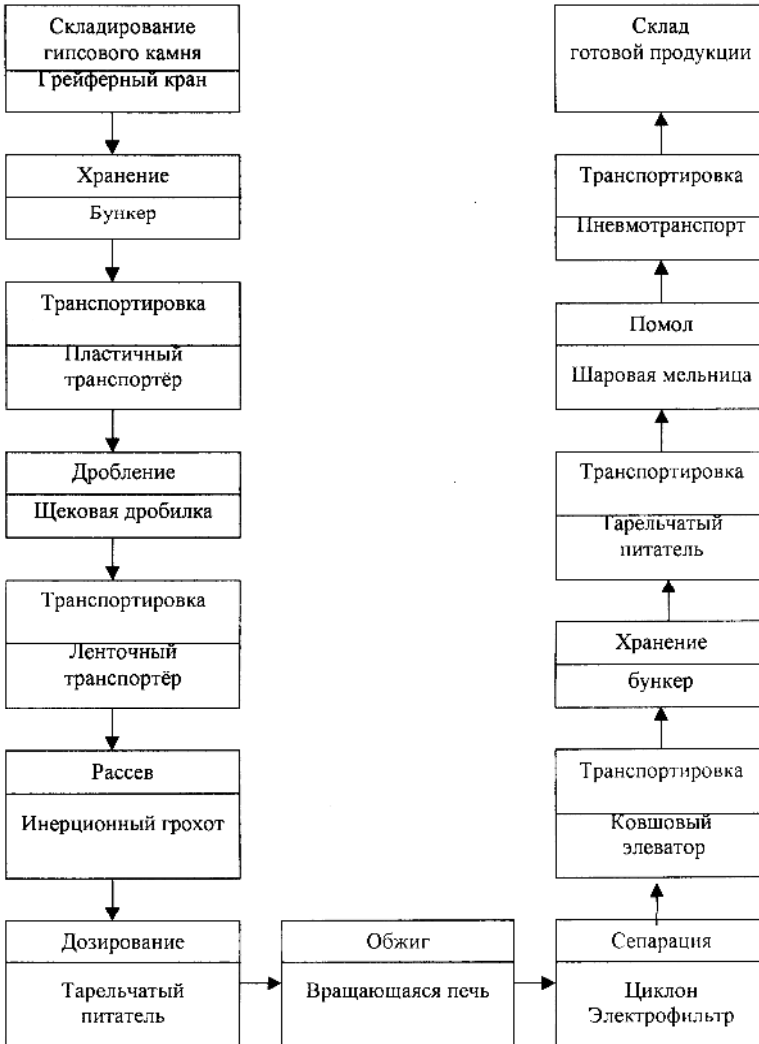 Складирование
гипсового камня
Грейферный кран
Хранение
Бункер
Транспортировка
Пластичный
транспортёр
Дробление
Щековая дробилка
Транспортировка
Ленточный
транспортёр
Рассев
Инерционный грохот
Дозирование
Тарельчатый
питатель
Обжиг
Вращающаяся печь
Сепарация
Циклон
Электрофильтр
Транспортировка
Ковшовый
элеватор
Хранение
бункер
Транспортировка
Тарельчатый
питатель
Помол
Шаровая мельница
Транспортировка
Пневмотранспорт
Склад
готовой продукции